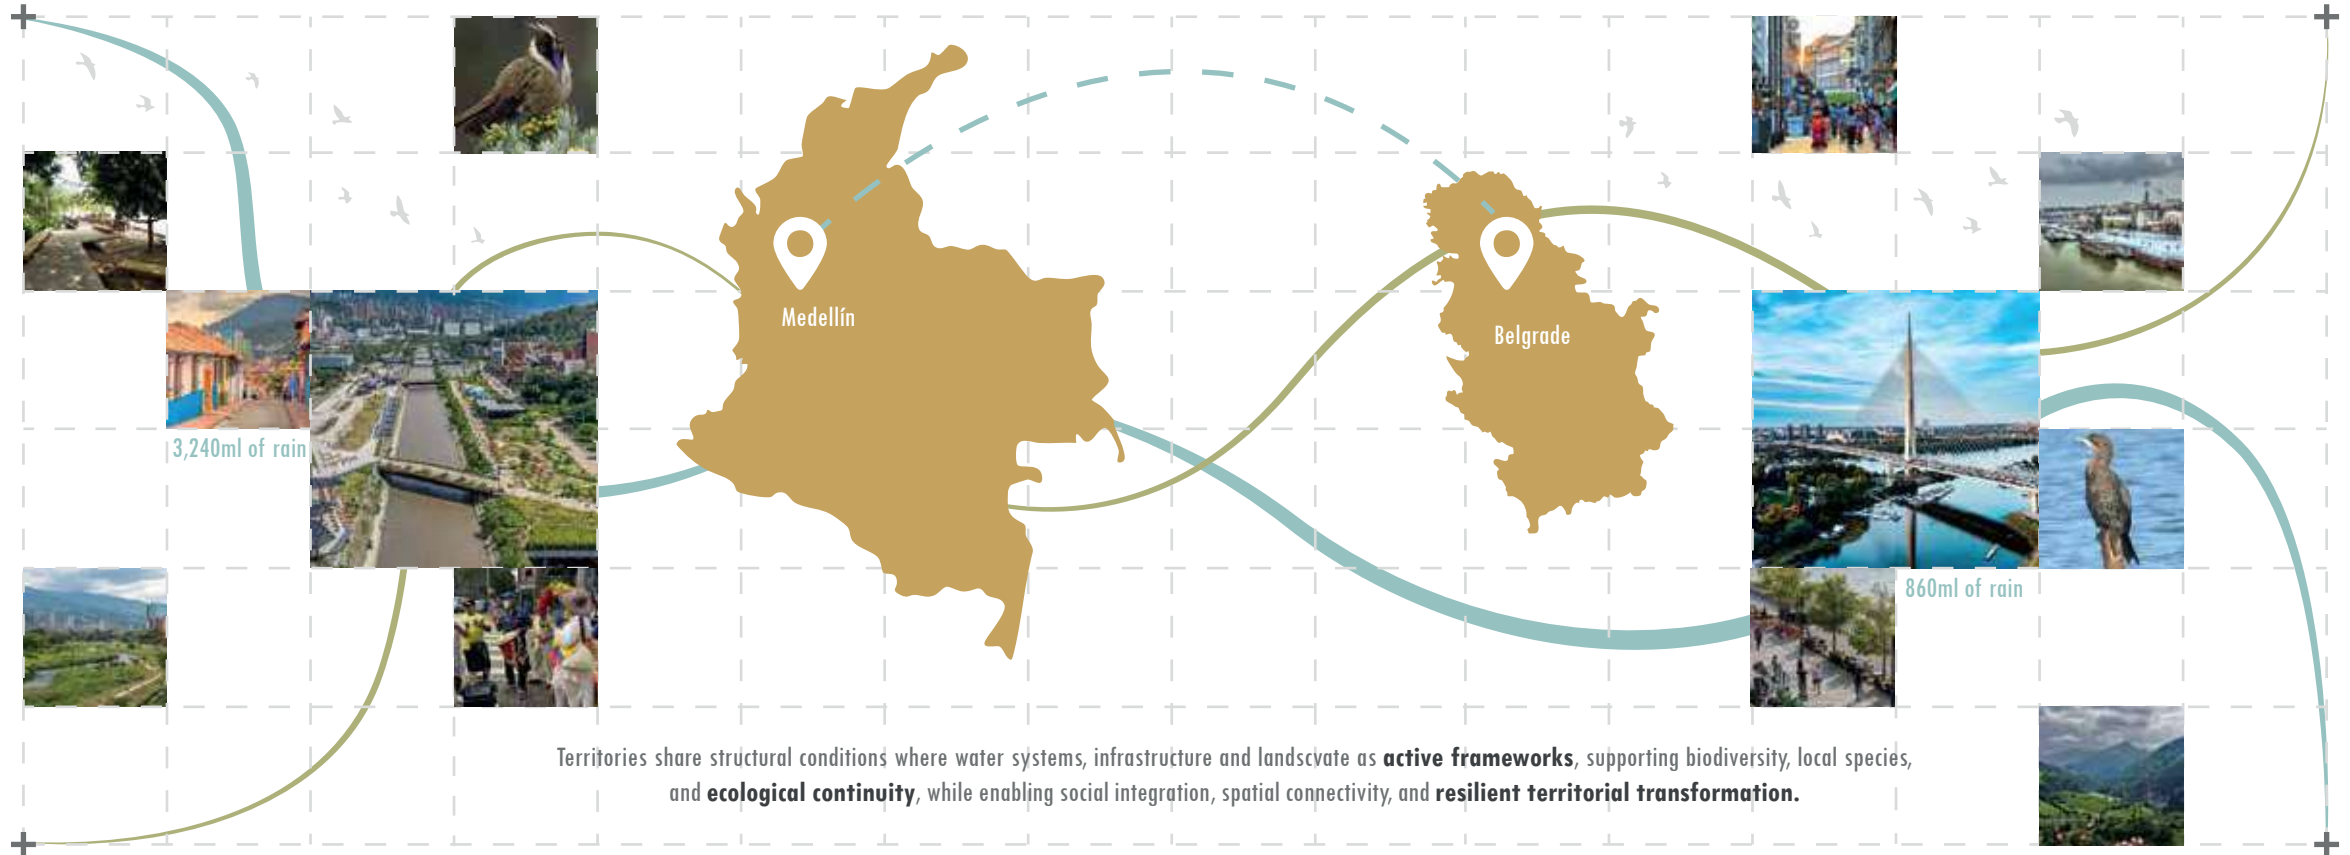 Medellín
Belgrade
3,240ml of rain
860ml of rain
Territories share structural conditions where water systems, infrastructure and landscvate as active frameworks, supporting biodiversity, local species,
and ecological continuity, while enabling social integration, spatial connectivity, and resilient territorial transformation.